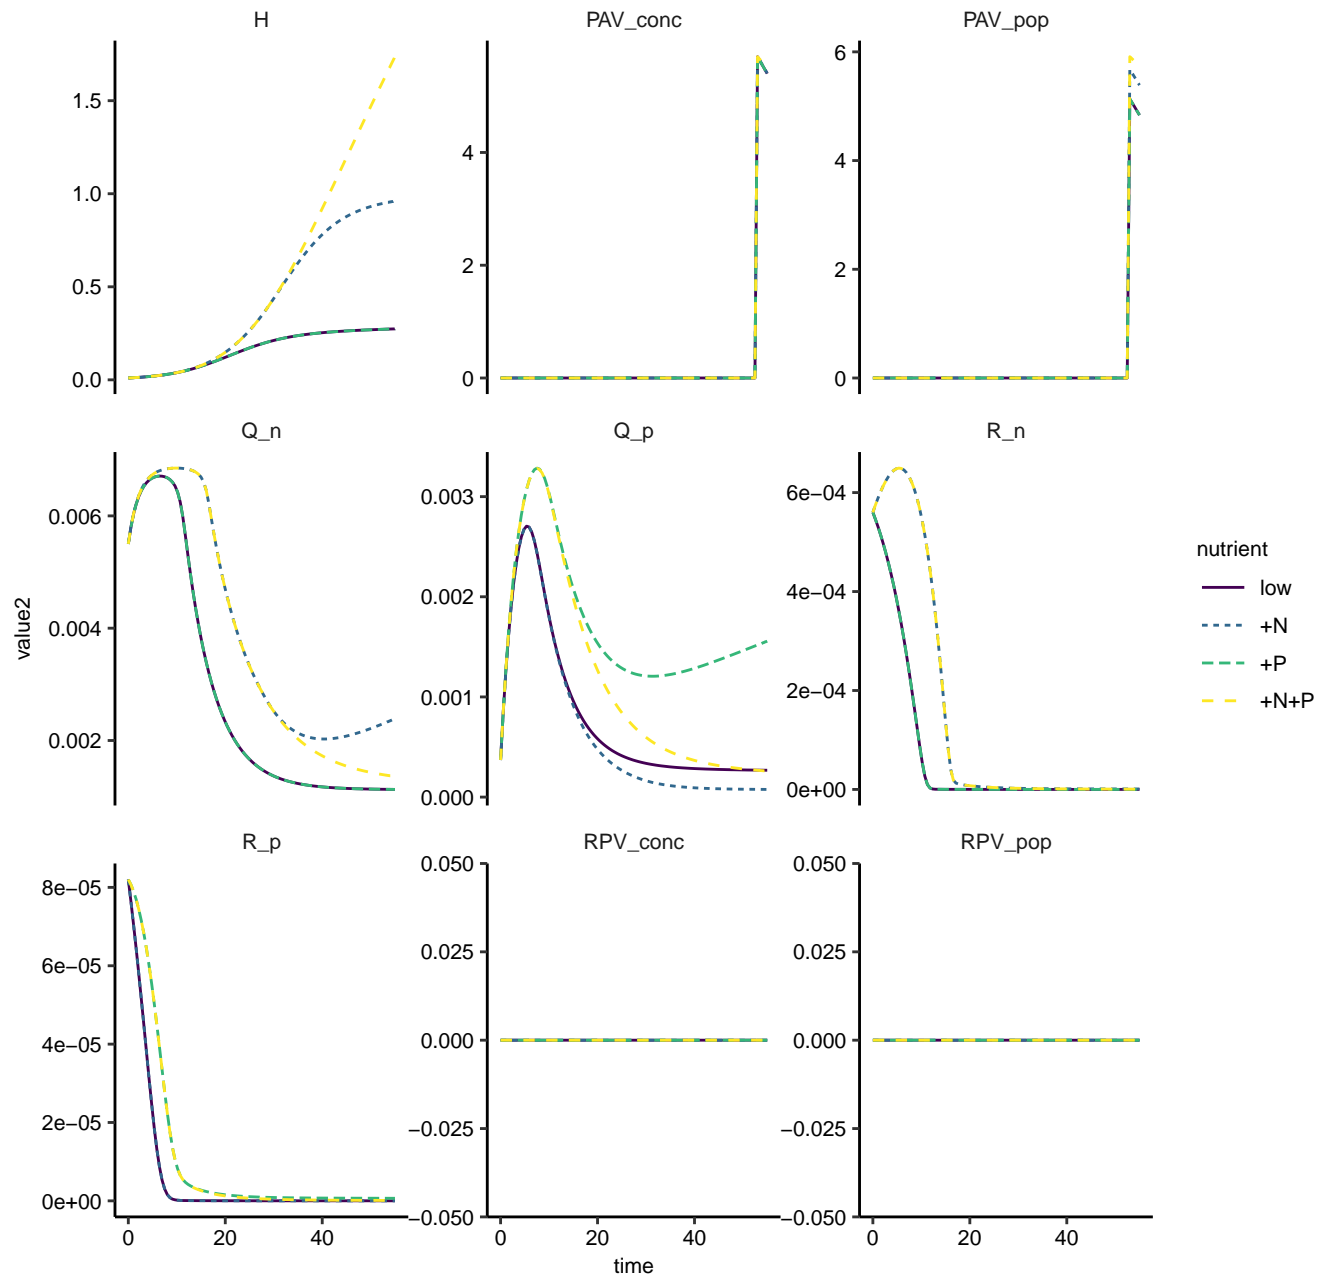 H
PAV_conc
PAV_pop
1.5
1.0
0.5
0.0
4
2
0
6
4
2
0
Q_n
Q_p
R_n
0.006
0.004
0.002
0.003
0.002
0.001
0.000
6e−04
4e−04
2e−04
0e+00
value2
R_p
RPV_conc
RPV_pop
8e−05
6e−05
4e−05
2e−05
0e+00
0.050
0.025
0.000
−0.025
−0.050
0.050
0.025
0.000
−0.025
−0.050
0 20 40
0 20 40
0 20 40
time
nutrient
low
+N
+P
+N+P